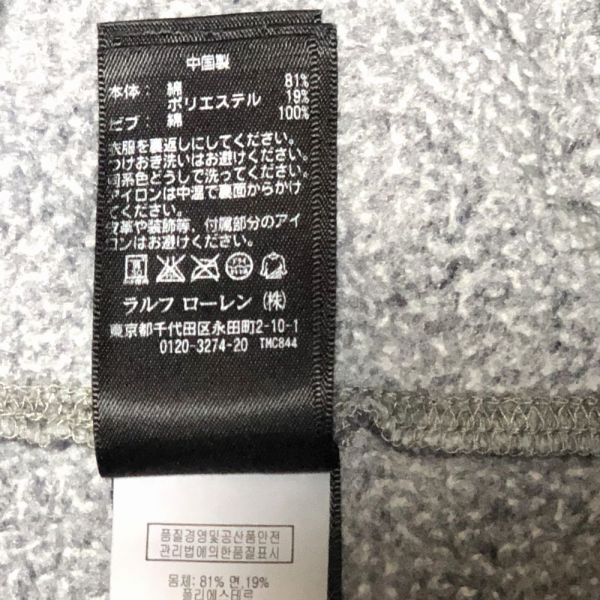 中国製
本体: 綿 81%
ポリエステル 19%
リブ: 綿 100%
衣服を裏返しにしてください。
つけおき洗いはお避けください。
同系色どうしで洗ってください。
アイロンは中温で裏面からかけ
てください。
皮革や装飾等、付属部分のアイ
ロンはお避けください。
ラルフ ローレン (株)
東京都千代田区永田町2-10-1
0120-3274-20 TMC844
품질경영및공산품안전
관리법에의한품질표시
몸체: 81% 면,19%
폴리에스테르